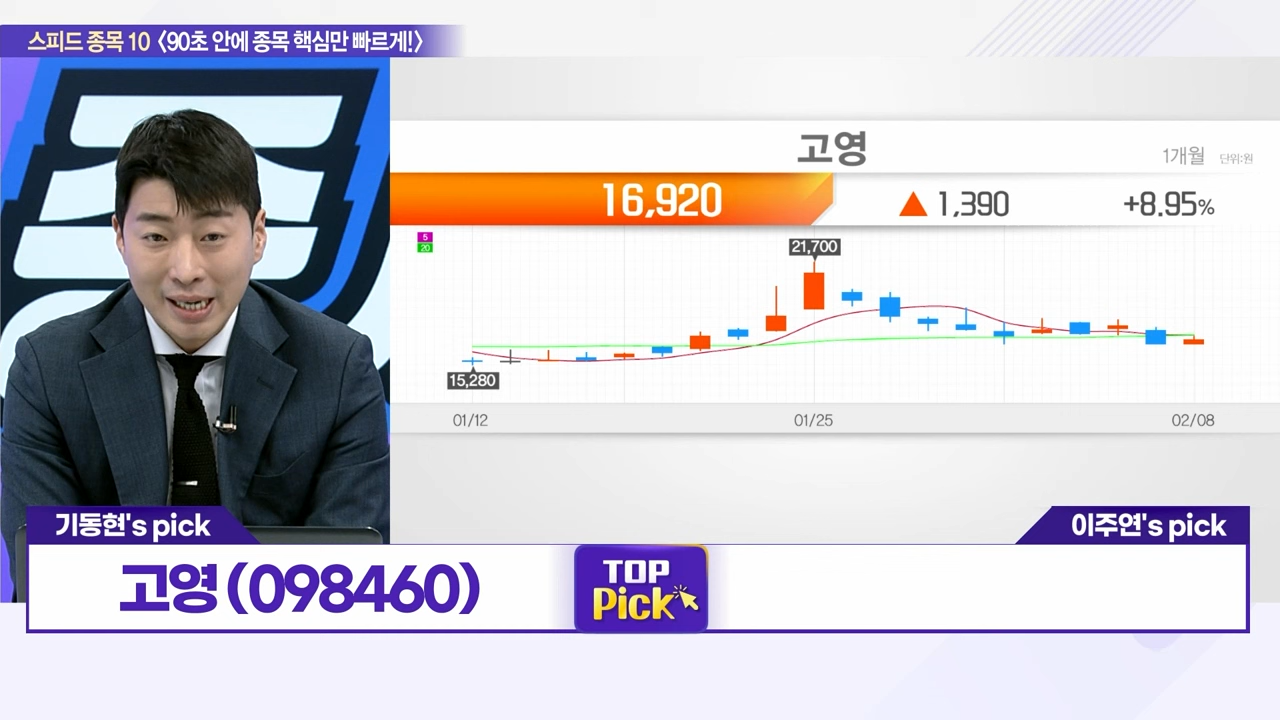 스피드 종목 10 〈90초 안에 종목 핵심만 빠르게!〉
고영
1개월 단위:원
16,920 ▲ 1,390 +8.95%
5
20
21,700
15,280
01/12 01/25 02/08
기동현's pick
이주연's pick
고영(098460)
TOP
Pick